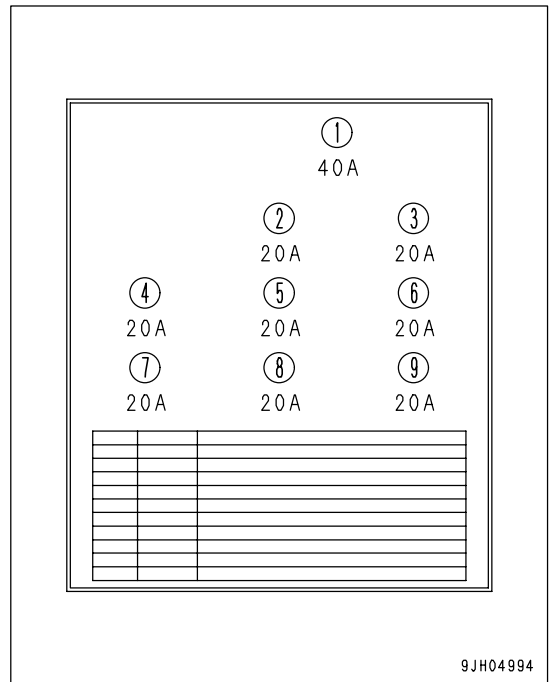 ①
40A
② ③
20A 20A
④ ⑤ ⑥
20A 20A 20A
⑦ ⑧ ⑨
20A 20A 20A
9JH04994